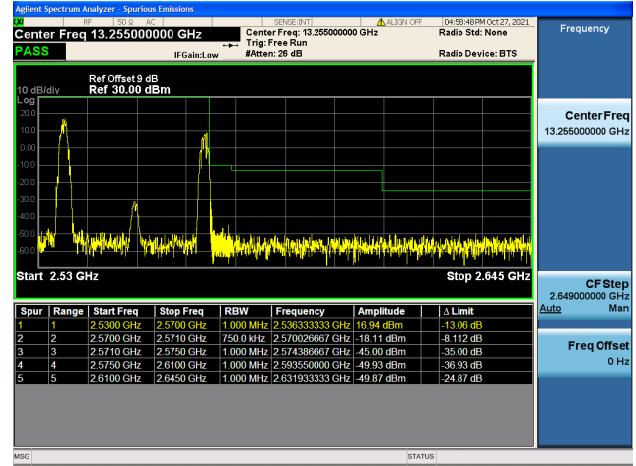 Agilent Spectrum Analyzer - Spurious Emissions
LXI RF 50 Ω AC SENSE:INT ALIGN OFF 04:59:48PM Oct 27, 2021
Center Freq 13.255000000 GHz Center Freq: 13.255000000 GHz Radio Std: None
PASS Trig: Free Run
IFGain:Low #Atten: 26 dB Radio Device: BTS
Frequency
Ref Offset 9 dB
10 dB/div Ref 30.00 dBm
Log
20.0
10.0
0.00
-10.0
-20.0
-30.0
-40.0
-50.0
-60.0
Start 2.53 GHz Stop 2.645 GHz
Center Freq
13.255000000 GHz
CF Step
2.649000000 GHz
Auto Man
Freq Offset
0 Hz
Spur Range Start Freq Stop Freq RBW Frequency Amplitude Δ Limit
1 1 2.5300 GHz 2.5700 GHz 1.000 MHz 2.536333333 GHz 16.94 dBm -13.06 dB
2 2 2.5700 GHz 2.5710 GHz 750.0 kHz 2.570026667 GHz -18.11 dBm -8.112 dB
3 3 2.5710 GHz 2.5750 GHz 1.000 MHz 2.574386667 GHz -45.00 dBm -35.00 dB
4 4 2.5750 GHz 2.6100 GHz 1.000 MHz 2.593550000 GHz -49.93 dBm -36.93 dB
5 5 2.6100 GHz 2.6450 GHz 1.000 MHz 2.631933333 GHz -49.87 dBm -24.87 dB
MSG STATUS